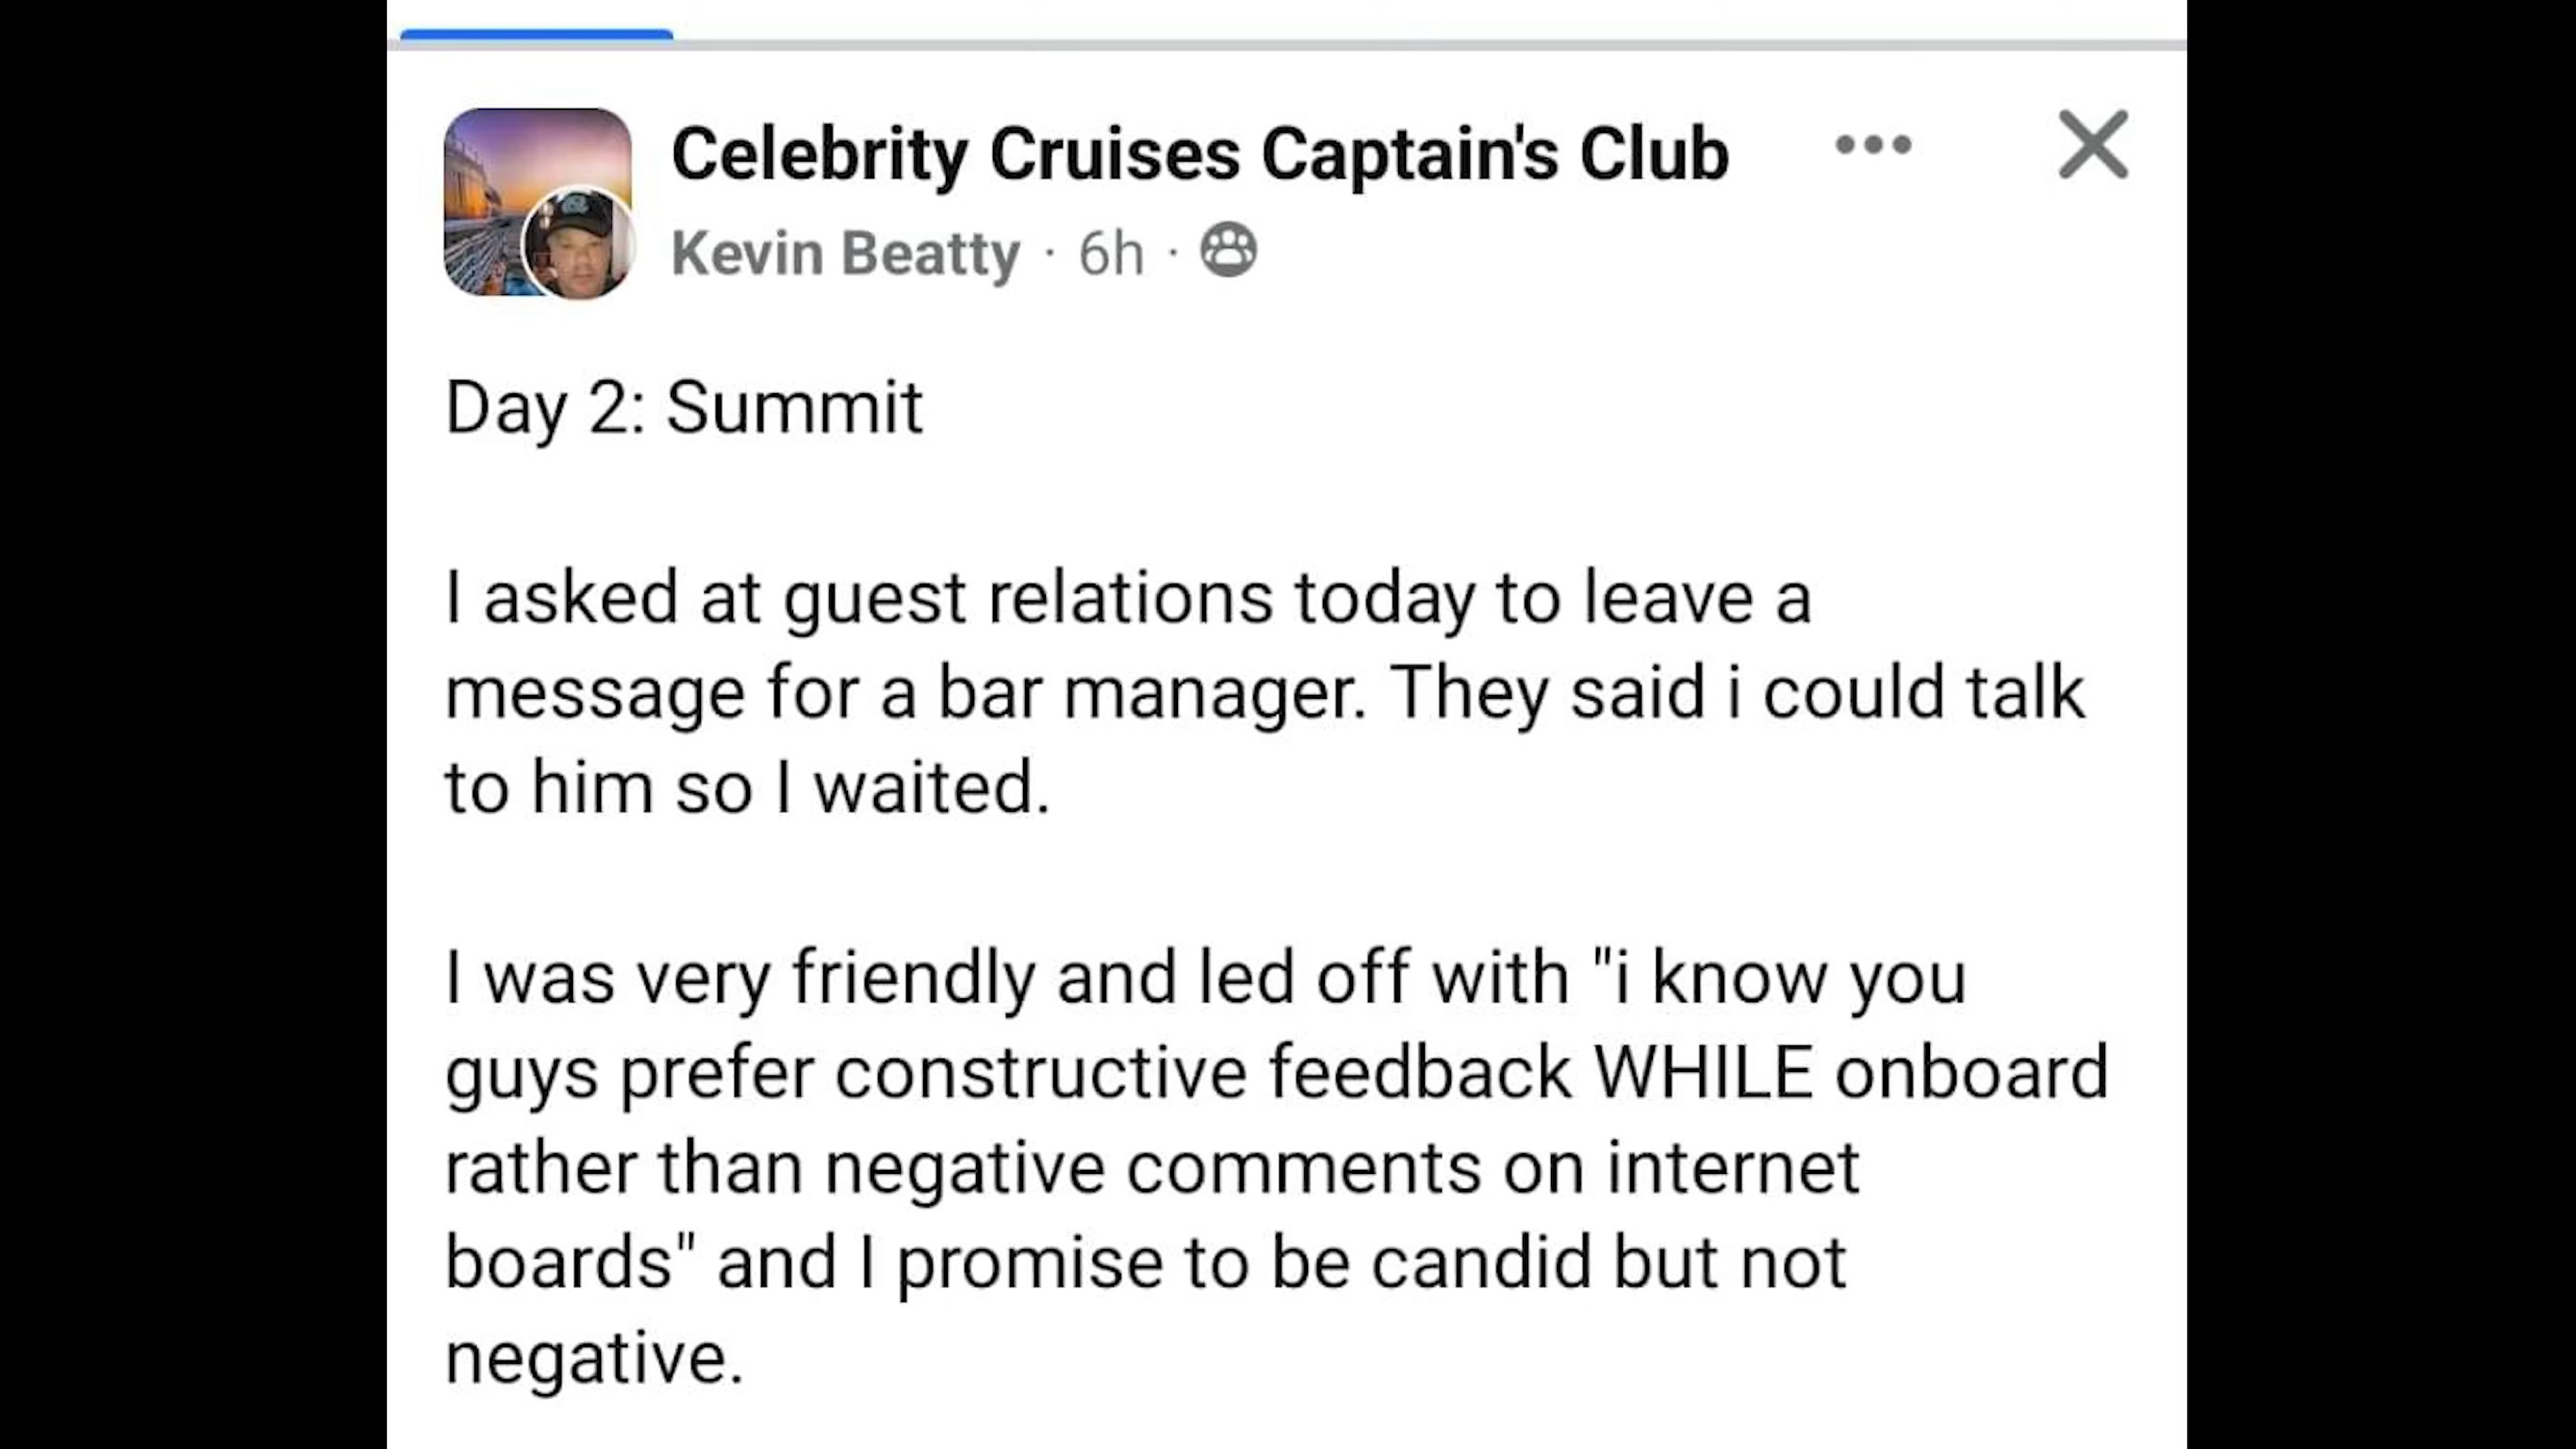 Celebrity Cruises Captain's Club
Kevin Beatty · 6h ·
Day 2: Summit
I asked at guest relations today to leave a
message for a bar manager. They said i could talk
to him so I waited.
I was very friendly and led off with "i know you
guys prefer constructive feedback WHILE onboard
rather than negative comments on internet
boards" and I promise to be candid but not
negative.